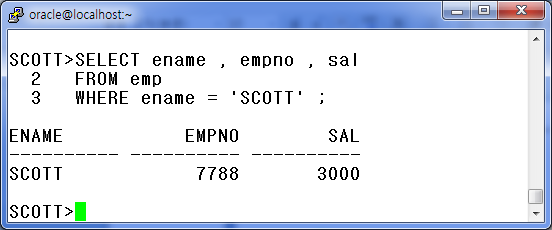 oracle@localhost:~
SCOTT>SELECT ename , empno , sal
  2   FROM emp
  3   WHERE ename = 'SCOTT' ;
ENAME           EMPNO        SAL
---------- ---------- ----------
SCOTT            7788       3000
SCOTT>